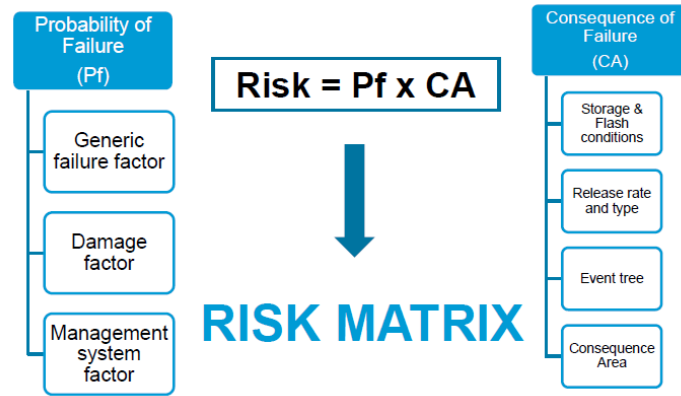 Probability of
Failure
(Pf)
Generic
failure factor
Damage
factor
Management
system
factor
Risk = Pf x CA
RISK MATRIX
Consequence of
Failure
(CA)
Storage &
Flash
conditions
Release rate
and type
Event tree
Consequence
Area